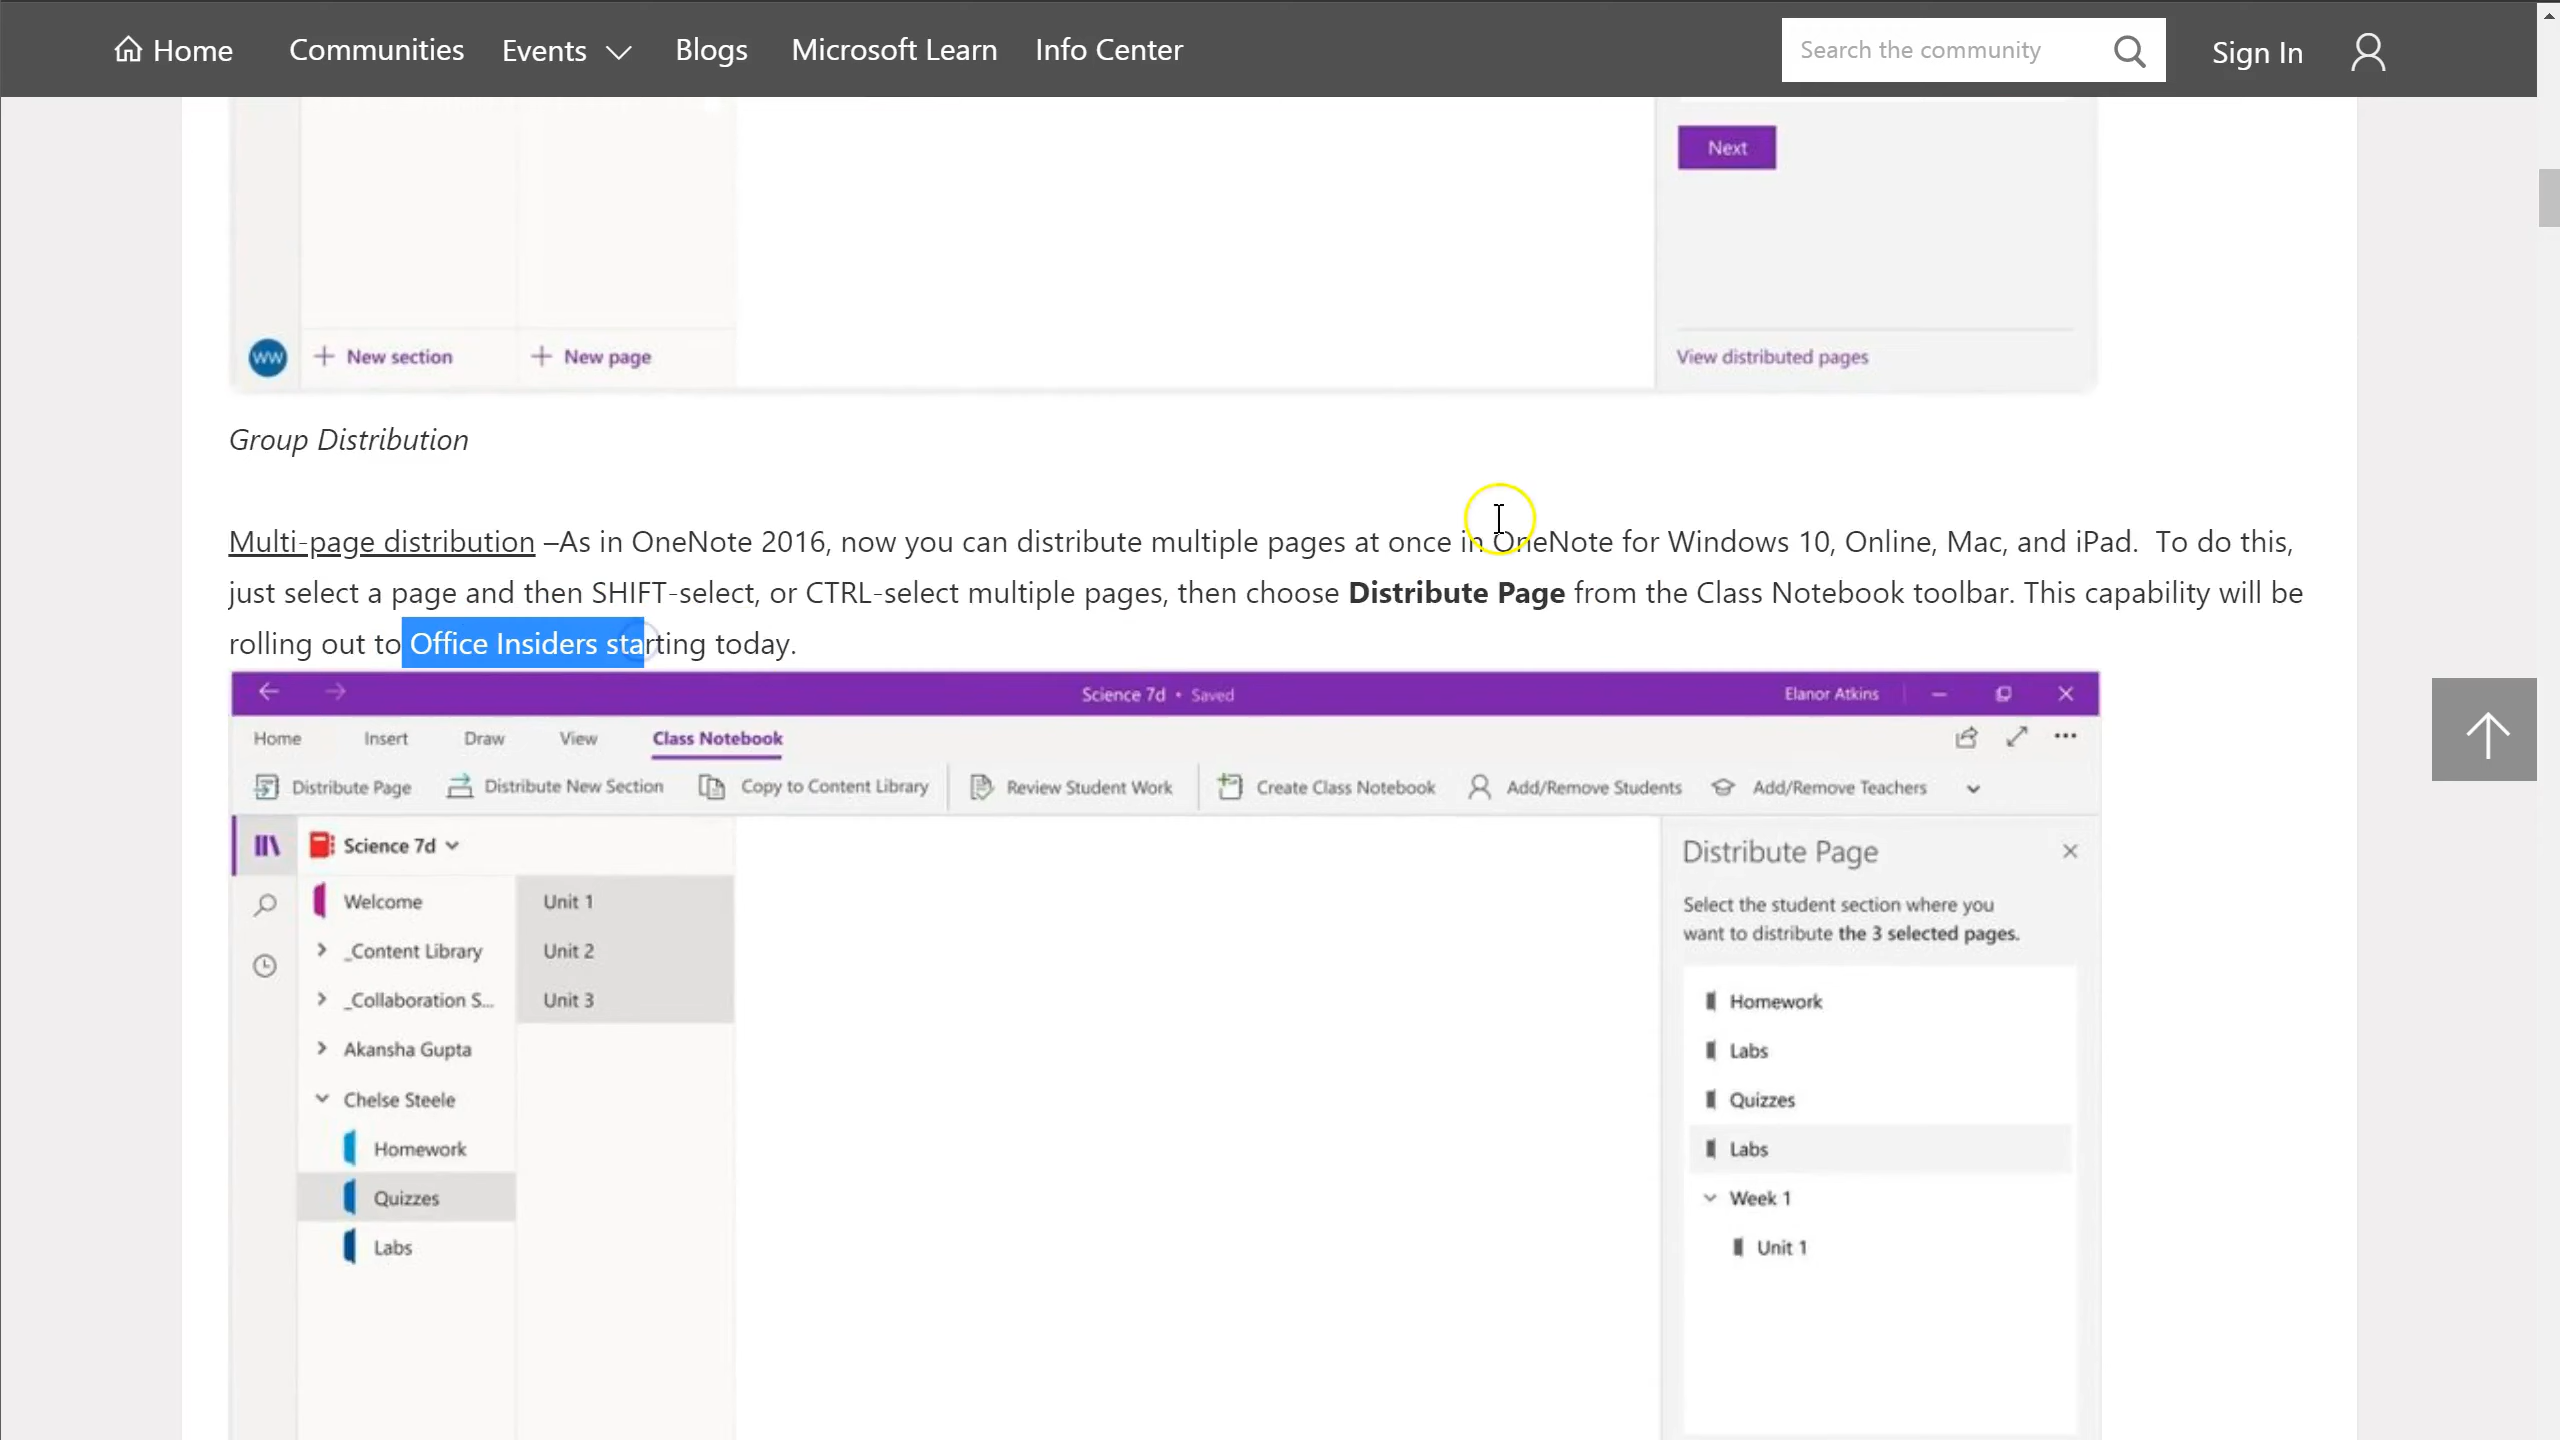 Home Communities Events Blogs Microsoft Learn Info Center Search the community Sign In
Next
WW + New section + New page View distributed pages
Group Distribution
Multi-page distribution –As in OneNote 2016, now you can distribute multiple pages at once in OneNote for Windows 10, Online, Mac, and iPad. To do this,
just select a page and then SHIFT-select, or CTRL-select multiple pages, then choose Distribute Page from the Class Notebook toolbar. This capability will be
rolling out to Office Insiders starting today.
Science 7d • Saved Elanor Atkins
Home Insert Draw View Class Notebook
Distribute Page Distribute New Section Copy to Content Library Review Student Work Create Class Notebook Add/Remove Students Add/Remove Teachers
Science 7d
Welcome
_Content Library
_Collaboration S...
Akansha Gupta
Chelse Steele
Homework
Quizzes
Labs
Unit 1
Unit 2
Unit 3
Distribute Page
Select the student section where you
want to distribute the 3 selected pages.
Homework
Labs
Quizzes
Labs
Week 1
Unit 1